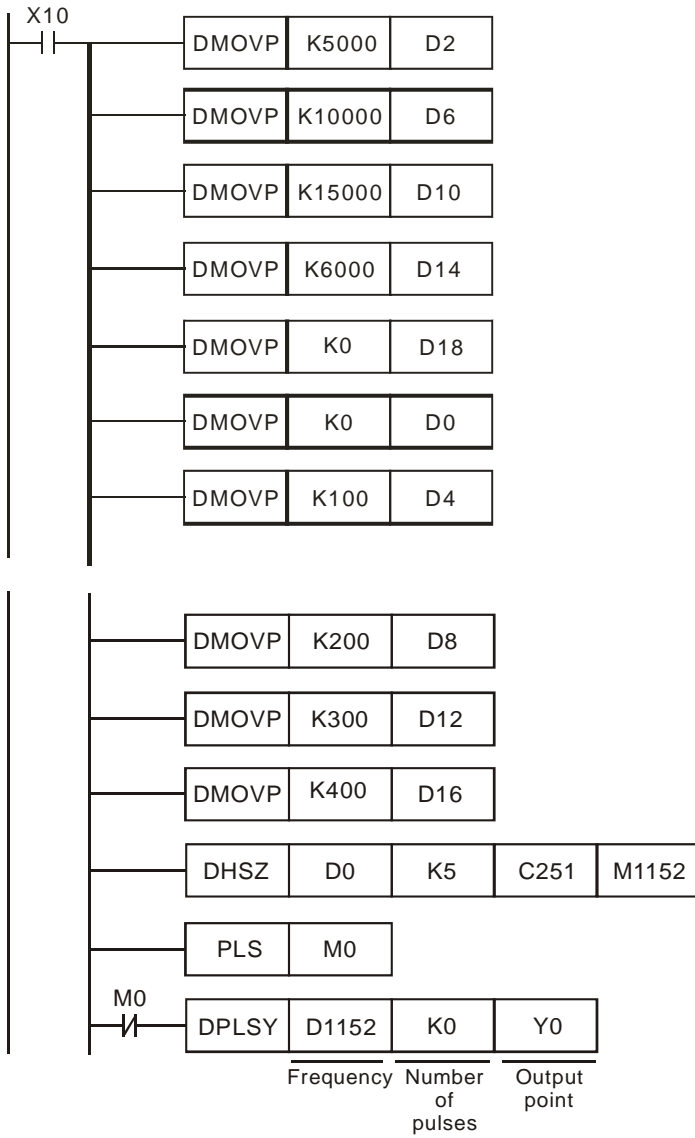 X10
DMOVP K5000 D2
DMOVP K10000 D6
DMOVP K15000 D10
DMOVP K6000 D14
DMOVP K0 D18
DMOVP K0 D0
DMOVP K100 D4
DMOVP K200 D8
DMOVP K300 D12
DMOVP K400 D16
DHSZ D0 K5 C251 M1152
PLS M0
M0
DPLSY D1152 K0 Y0
Frequency Number Output
of point
pulses